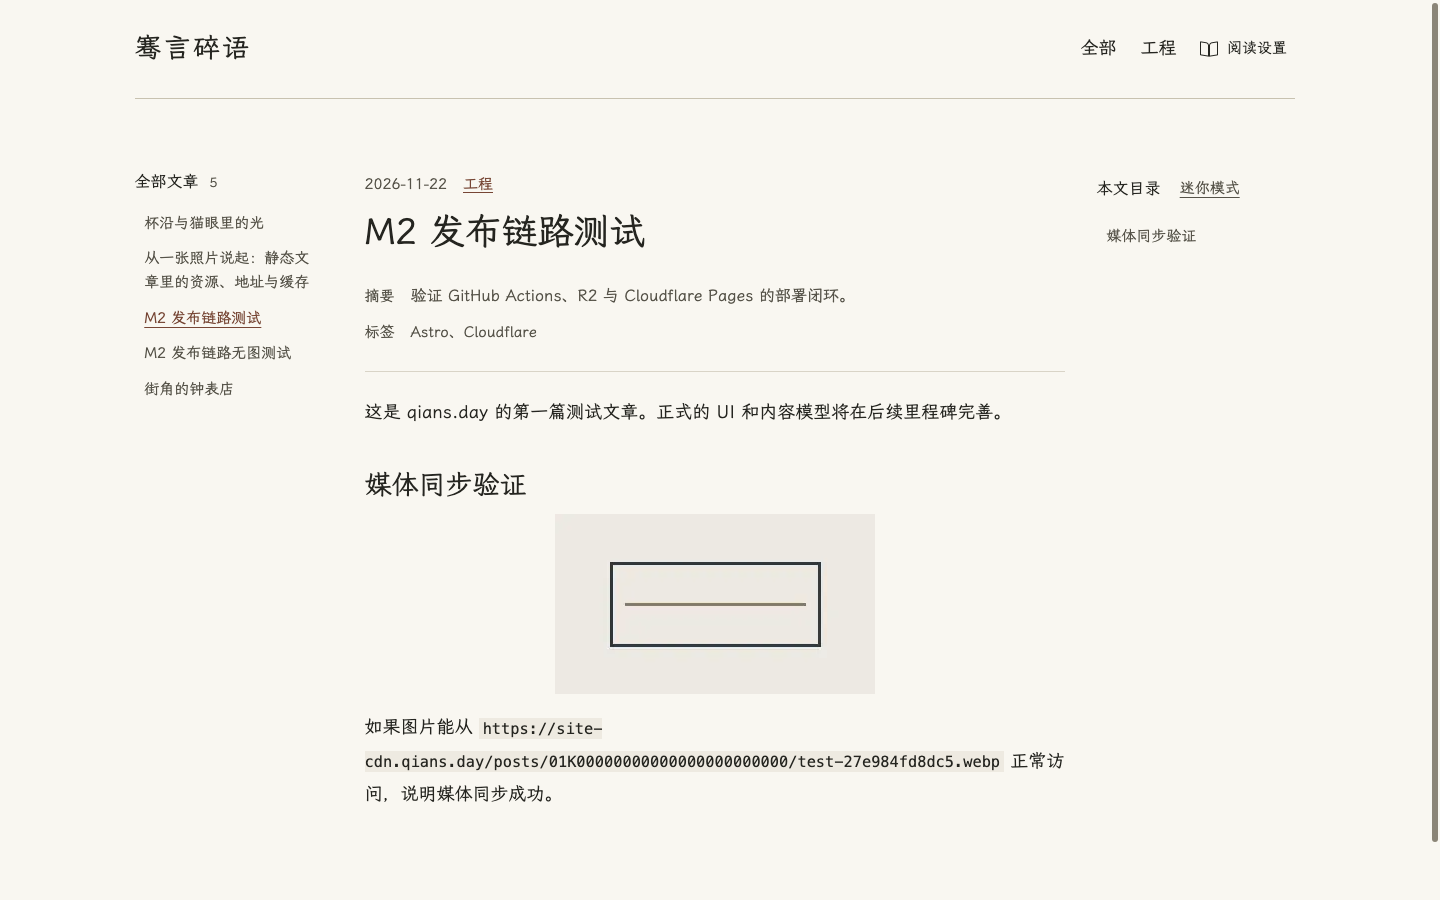 骞言碎语
全部 工程 阅读设置
全部文章 5
杯沿与猫眼里的光
从一张照片说起：静态文
章里的资源、地址与缓存
M2 发布链路测试
M2 发布链路无图测试
街角的钟表店
2026-11-22 工程
M2 发布链路测试
摘要 验证 GitHub Actions、R2 与 Cloudflare Pages 的部署闭环。
标签 Astro、Cloudflare
这是 qians.day 的第一篇测试文章。正式的 UI 和内容模型将在后续里程碑完善。
媒体同步验证
如果图片能从 https://site-
cdn.qians.day/posts/01K00000000000000000000000/test-27e984fd8dc5.webp 正常访
问，说明媒体同步成功。
本文目录 迷你模式
媒体同步验证